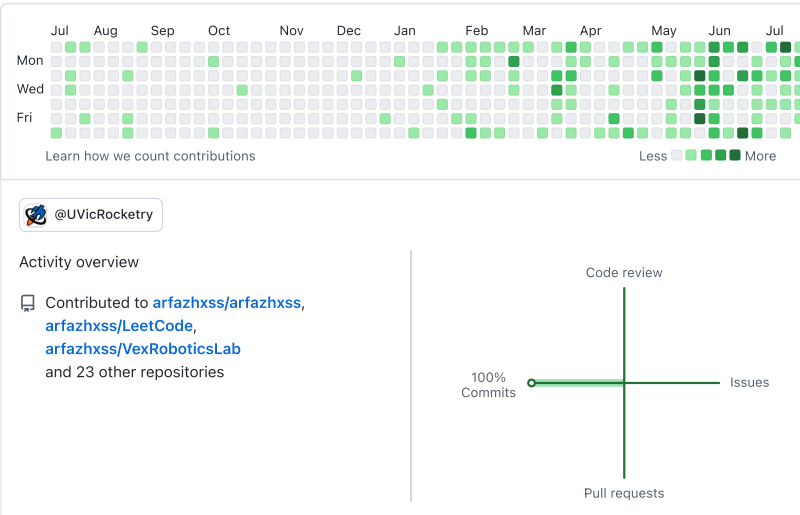 Jul Aug Sep Oct Nov Dec Jan Feb Mar Apr May Jun Jul
Mon
Wed
Fri
Learn how we count contributions
Less More
@UVicRocketry
Activity overview
Contributed to arfazhxss/arfazhxss,
arfazhxss/LeetCode,
arfazhxss/VexRoboticsLab
and 23 other repositories
Code review
100%
Commits
Issues
Pull requests